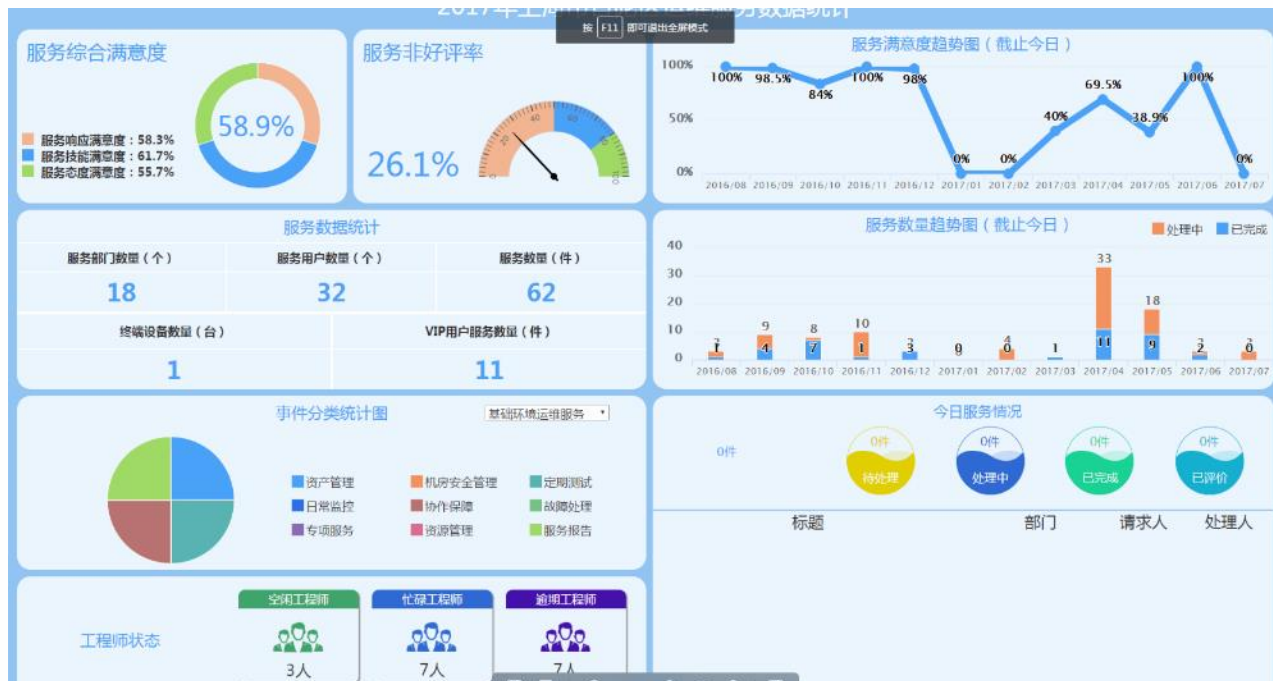 按 F11 即可退出全屏模式
服务综合满意度
58.9%
服务响应满意度：58.3%
服务技能满意度：61.7%
服务态度满意度：55.7%
服务非好评率
26.1%
20
40
60
100
服务满意度趋势图（截止今日）
100%
50%
0%
100% 98.5% 84% 100% 98% 0% 0% 40% 69.5% 38.9% 100% 0%
2016/08 2016/09 2016/10 2016/11 2016/12 2017/01 2017/02 2017/03 2017/04 2017/05 2017/06 2017/07
服务数据统计
服务部门数量（个） 服务用户数量（个） 服务数量（件）
18 32 62
终端设备数量（台） VIP用户服务数量（件）
1 11
服务数量趋势图（截止今日）
处理中 已完成
40
30
20
10
0
9 8 10 4 1 33 18
1 4 7 1 3 0 0 11 9 2 0
2016/08 2016/09 2016/10 2016/11 2016/12 2017/01 2017/02 2017/03 2017/04 2017/05 2017/06 2017/07
事件分类统计图
基础环境运维服务
资产管理 机房安全管理 定期测试
日常监控 协作保障 故障处理
专项服务 资源管理 服务报告
今日服务情况
0件
0件 0件 0件 0件
待处理 处理中 已完成 已评价
标题 部门 请求人 处理人
工程师状态
空闲工程师 忙碌工程师 逾期工程师
3人 7人 7人